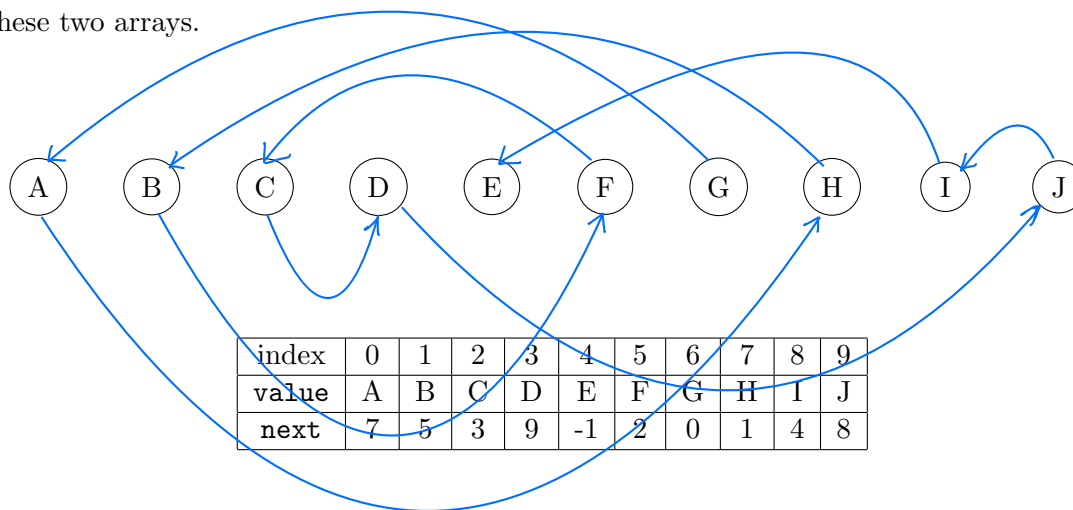 hese two arrays.
A B C D E F G H I J
index 0 1 2 3 4 5 6 7 8 9
value A B C D E F G H I J
next 7 5 3 9 -1 2 0 1 4 8